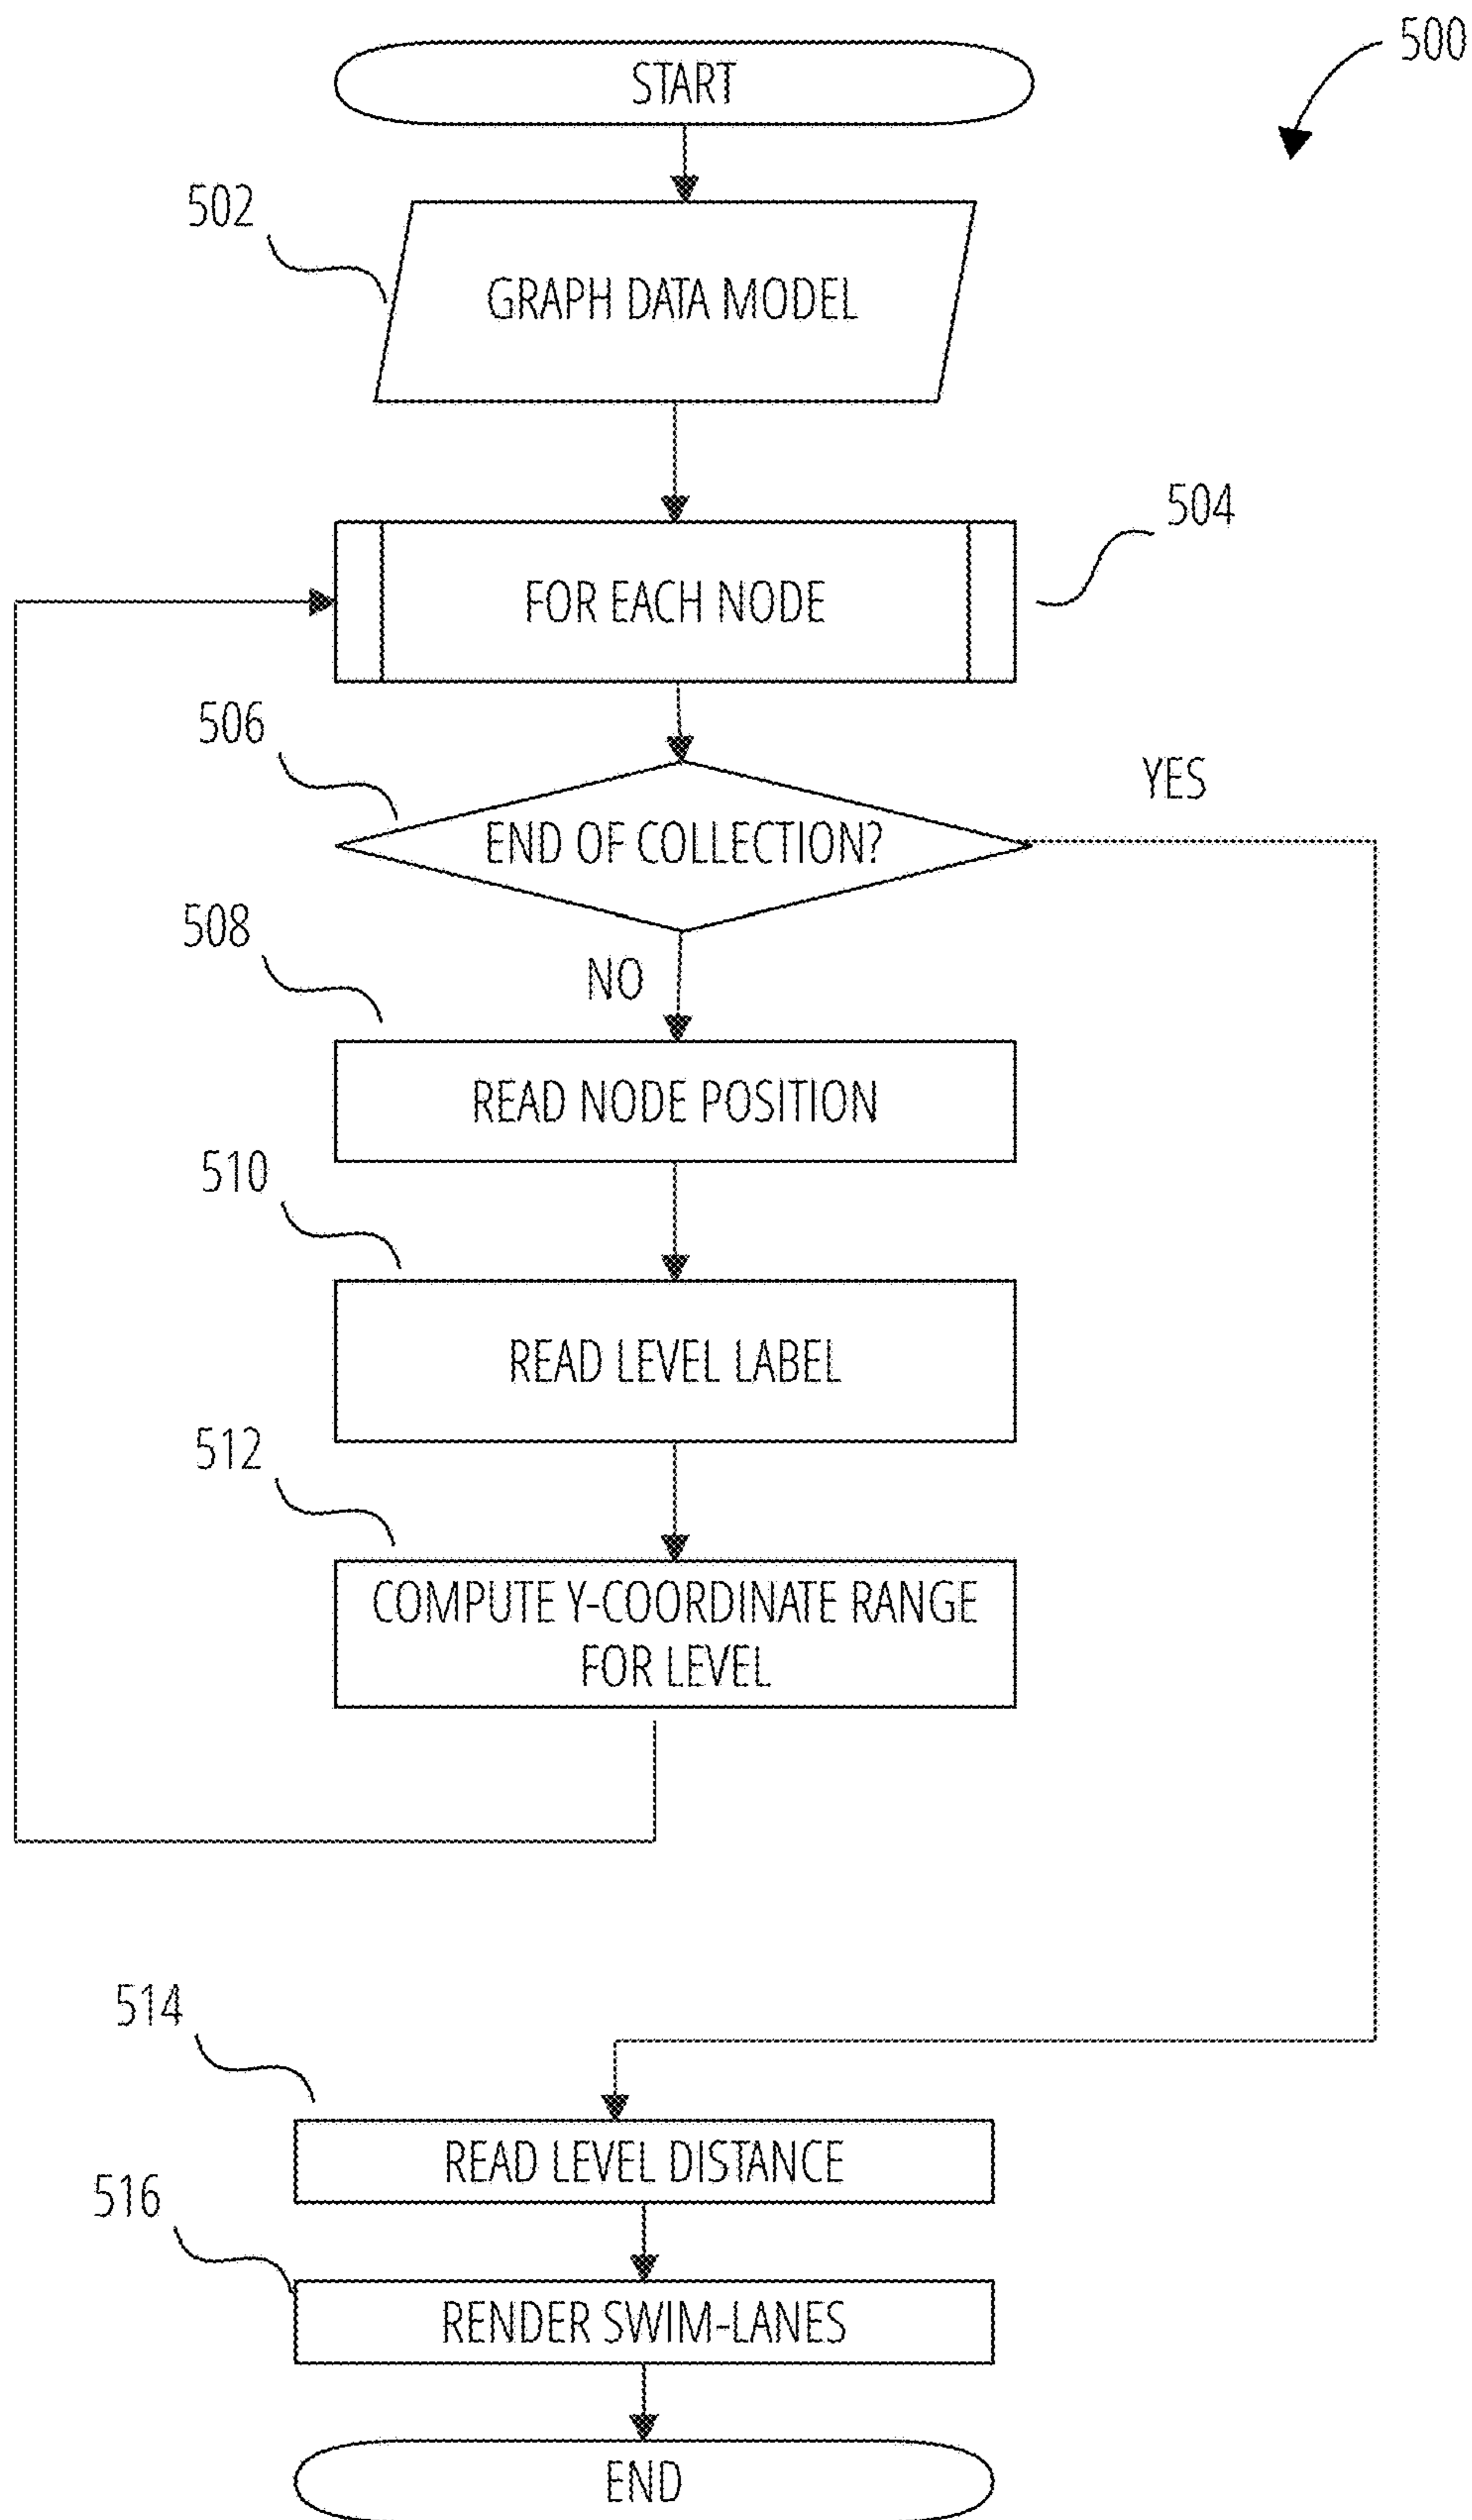 500
START
502
GRAPH DATA MODEL
504
FOR EACH NODE
506
YES
END OF COLLECTION?
508
NO
READ NODE POSITION
510
READ LEVEL LABEL
512
COMPUTE Y-COORDINATE RANGE
FOR LEVEL
514
READ LEVEL DISTANCE
516
RENDER SWIM-LANES
END